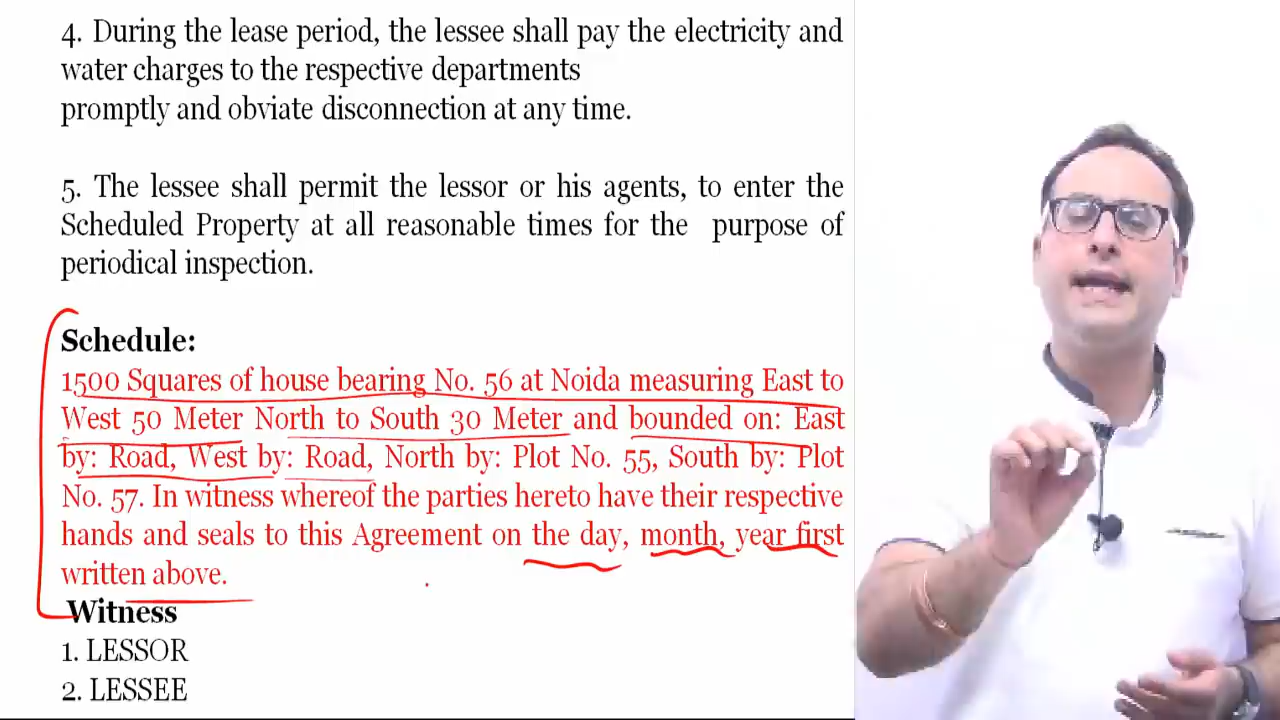 4. During the lease period, the lessee shall pay the electricity and
water charges to the respective departments
promptly and obviate disconnection at any time.
5. The lessee shall permit the lessor or his agents, to enter the
Scheduled Property at all reasonable times for the purpose of
periodical inspection.
Schedule:
1500 Squares of house bearing No. 56 at Noida measuring East to
West 50 Meter North to South 30 Meter and bounded on: East
by: Road, West by: Road, North by: Plot No. 55, South by: Plot
No. 57. In witness whereof the parties hereto have their respective
hands and seals to this Agreement on the day, month, year first
written above.
Witness
1. LESSOR
2. LESSEE